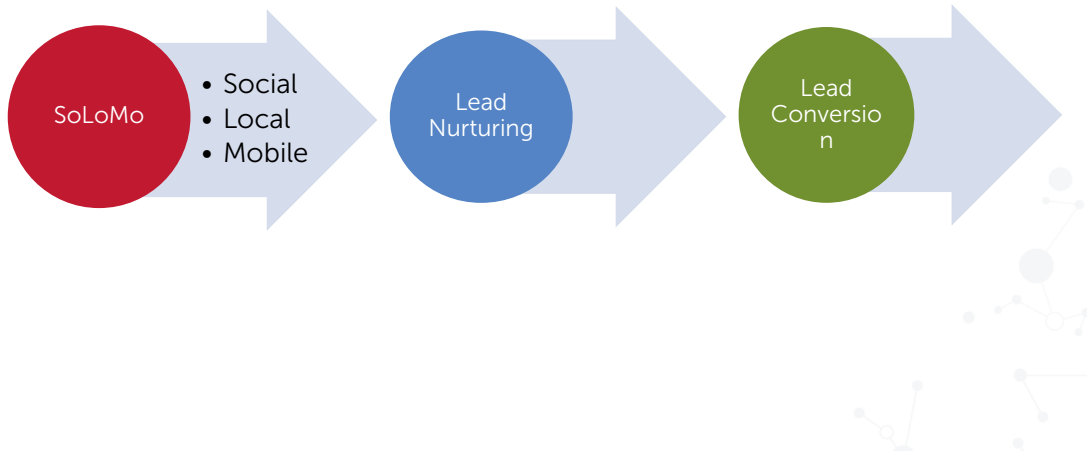 SoLoMo
• Social
• Local
• Mobile
Lead
Nurturing
Lead
Conversio
n